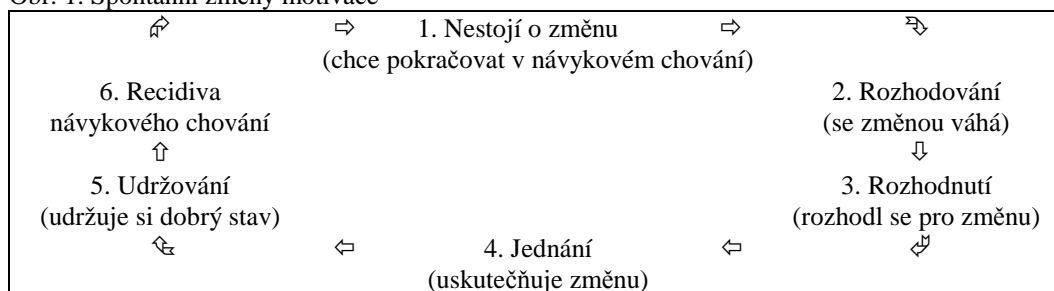 Obr. 1. Spontánní změny motivace
1. Nestojí o změnu
(chce pokračovat v návykovém chování)
6. Recidiva
návykového chování
2. Rozhodování
(se změnou váhá)
5. Udržování
(udržuje si dobrý stav)
3. Rozhodnutí
(rozhodl se pro změnu)
4. Jednání
(uskutečňuje změnu)